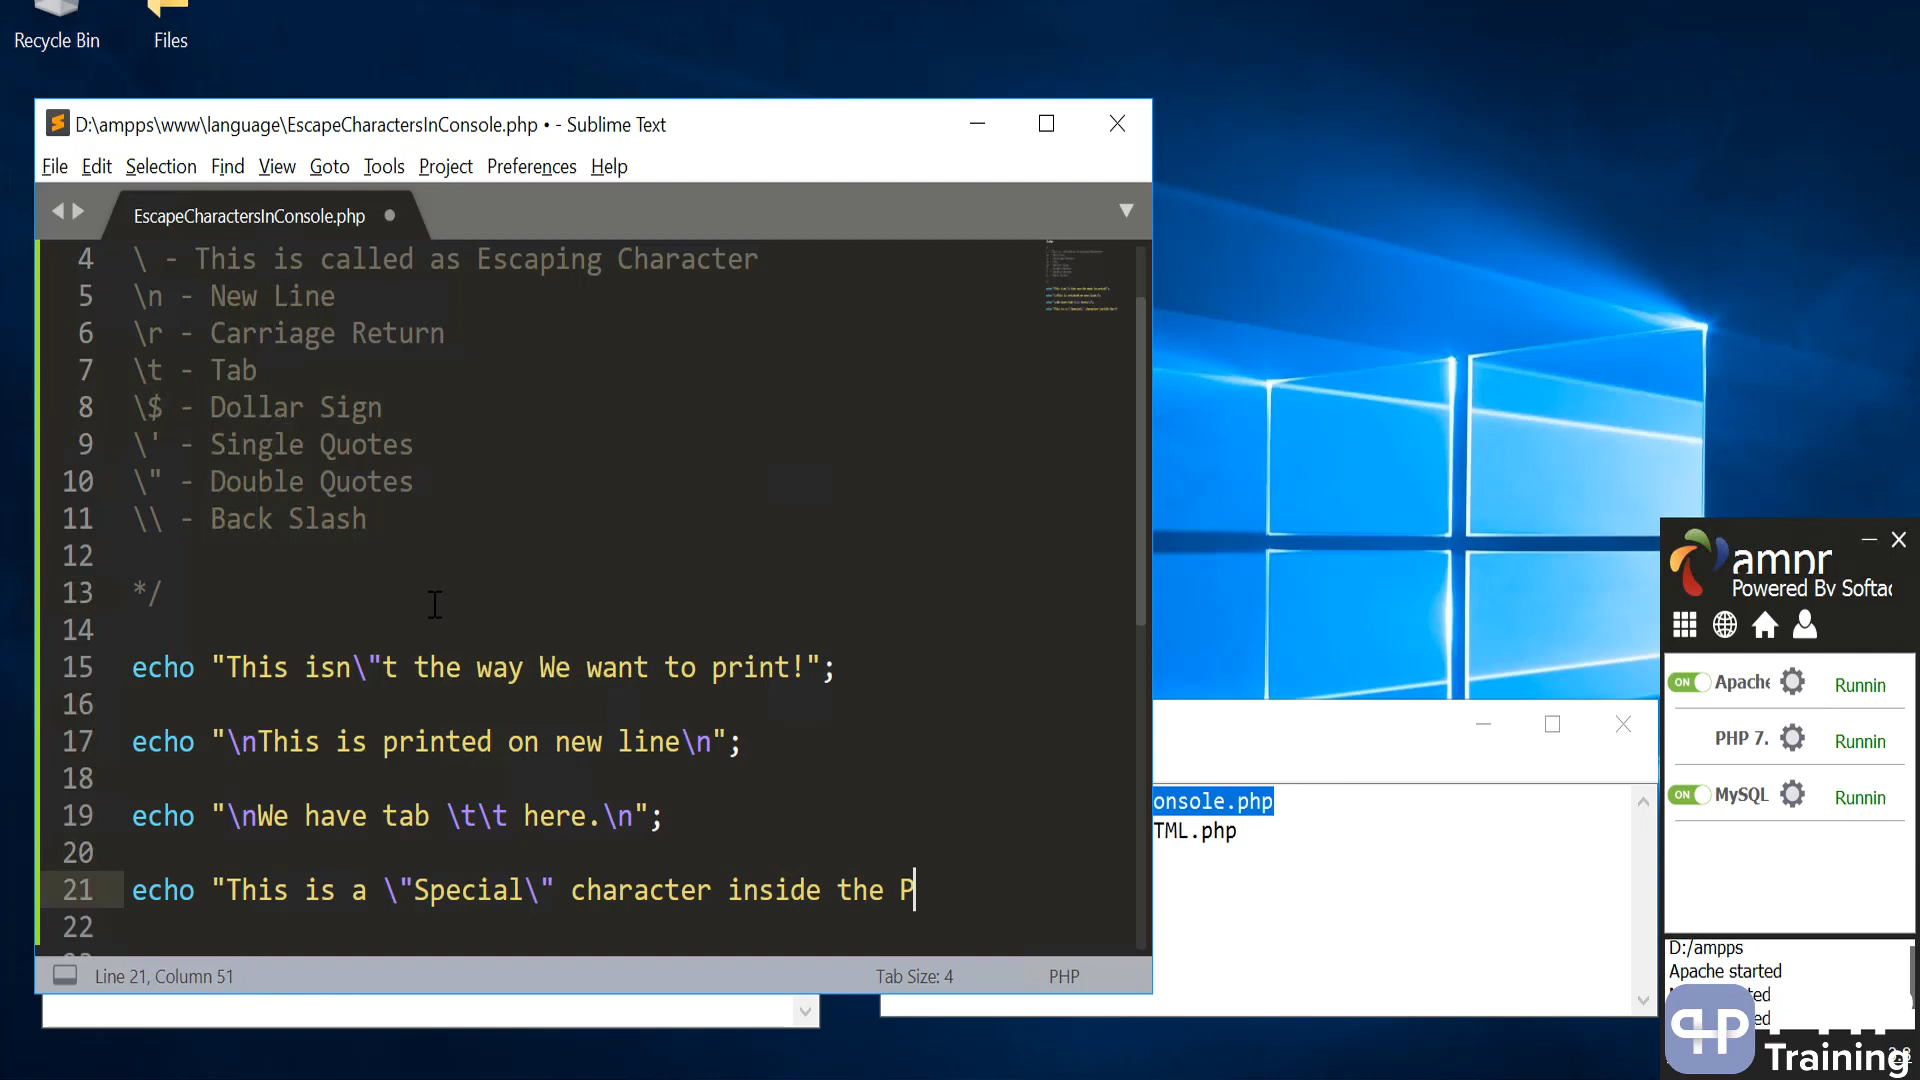 Recycle Bin
Files
D:\ampps\www\language\EscapeCharactersInConsole.php • - Sublime Text
File Edit Selection Find View Goto Tools Project Preferences Help
EscapeCharactersInConsole.php
4 \ - This is called as Escaping Character
5 \n - New Line
6 \r - Carriage Return
7 \t - Tab
8 \$ - Dollar Sign
9 \' - Single Quotes
10 \" - Double Quotes
11 \\ - Back Slash
12
13 */
14
15 echo "This isn\"t the way We want to print!";
16
17 echo "\nThis is printed on new line\n";
18
19 echo "\nWe have tab \t\t here.\n";
20
21 echo "This is a \"Special\" character inside the P
22
Line 21, Column 51
Tab Size: 4
PHP
onsole.php
TML.php
Powered By Softac
ON Apache Runnin
PHP 7. Runnin
ON MySQL Runnin
D:/ampps
Apache started
ted
ed
php
Training